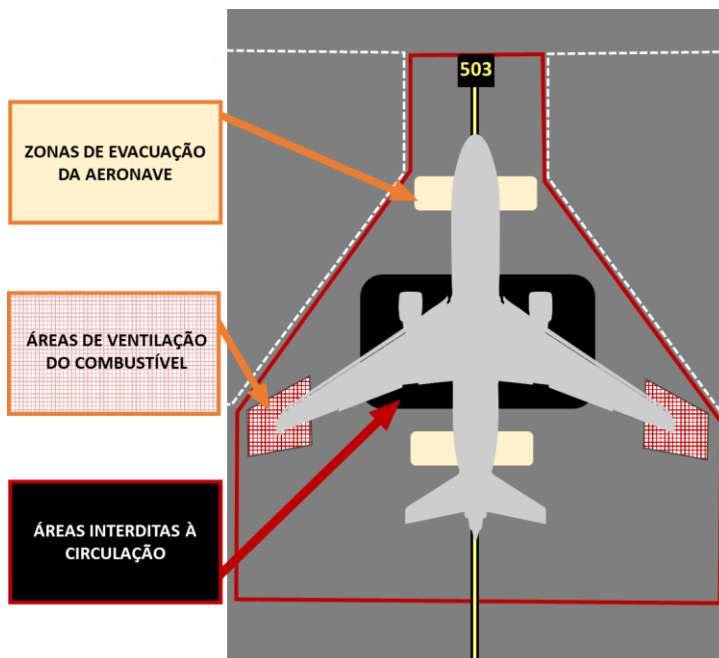 503
ZONAS DE EVACUAÇÃO
DA AERONAVE
ÁREAS DE VENTILAÇÃO
DO COMBUSTÍVEL
ÁREAS INTERDITAS À
CIRCULAÇÃO